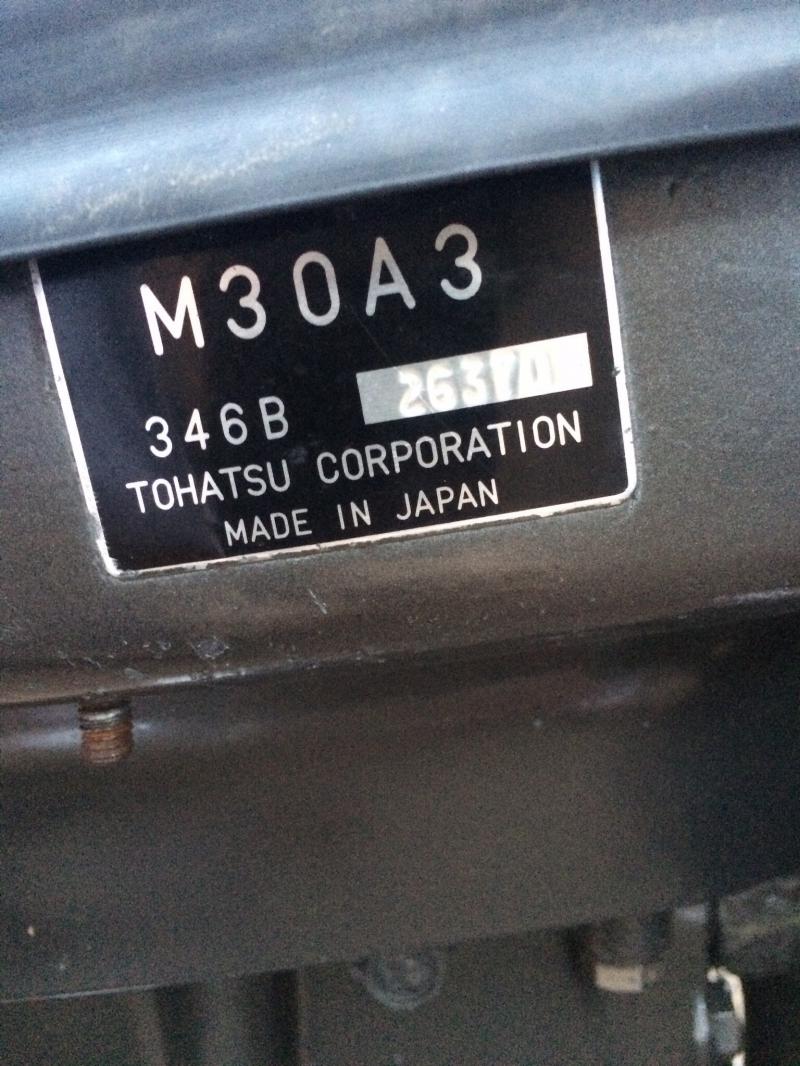 M30A3
346B
TOHATSU CORPORATION
MADE IN JAPAN